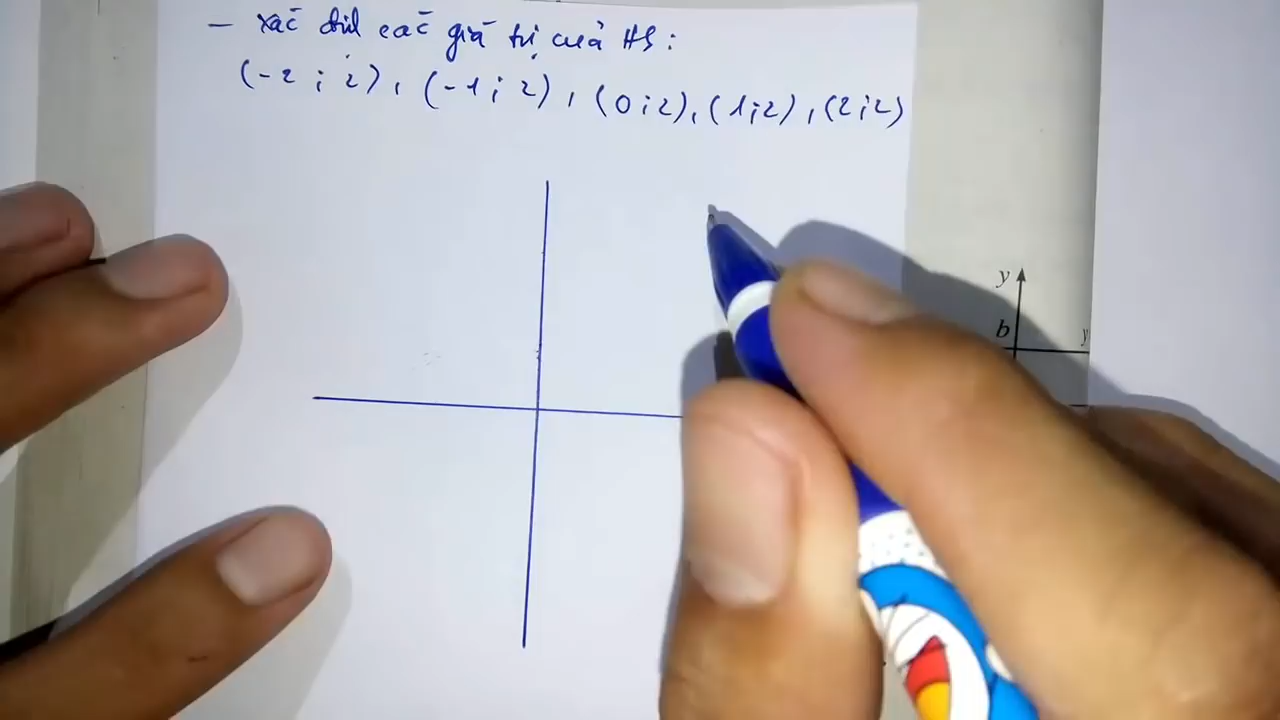 - xác định các giá trị của HS:
(-2; 2), (-1; 2), (0; 2), (1; 2), (2; 2)
y
b
y